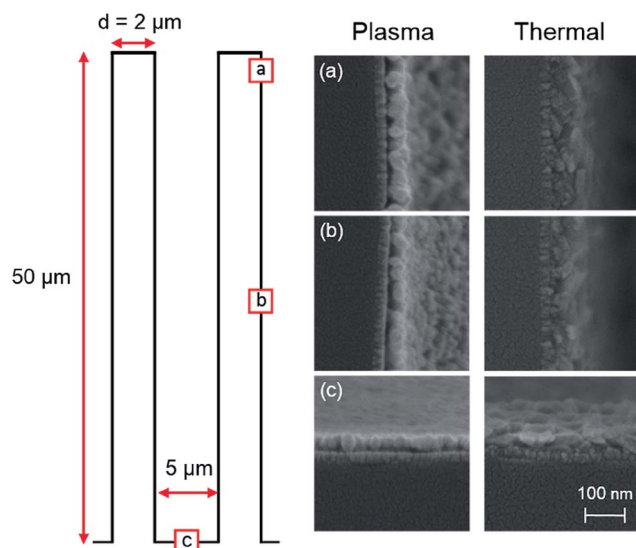 d = 2 µm
Plasma
Thermal
a
(a)
50 µm
b
(b)
5 µm
c
(c)
100 nm